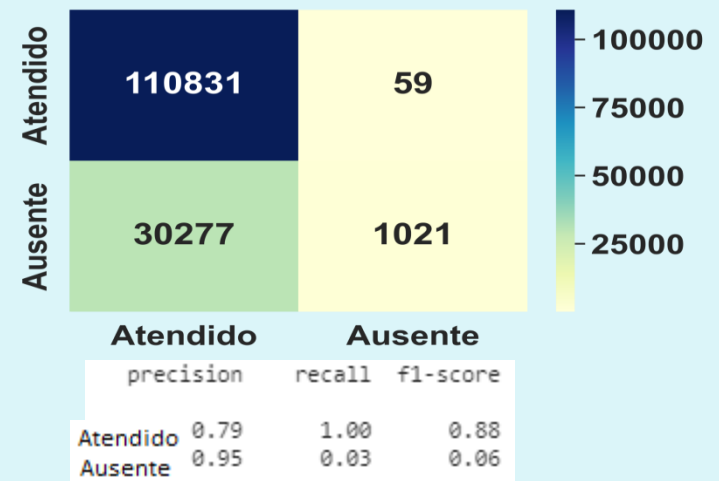 Atendido
110831 59
100000
75000
50000
25000
Ausente
30277 1021
Atendido Ausente
precision recall f1-score
Atendido 0.79 1.00 0.88
Ausente 0.95 0.03 0.06